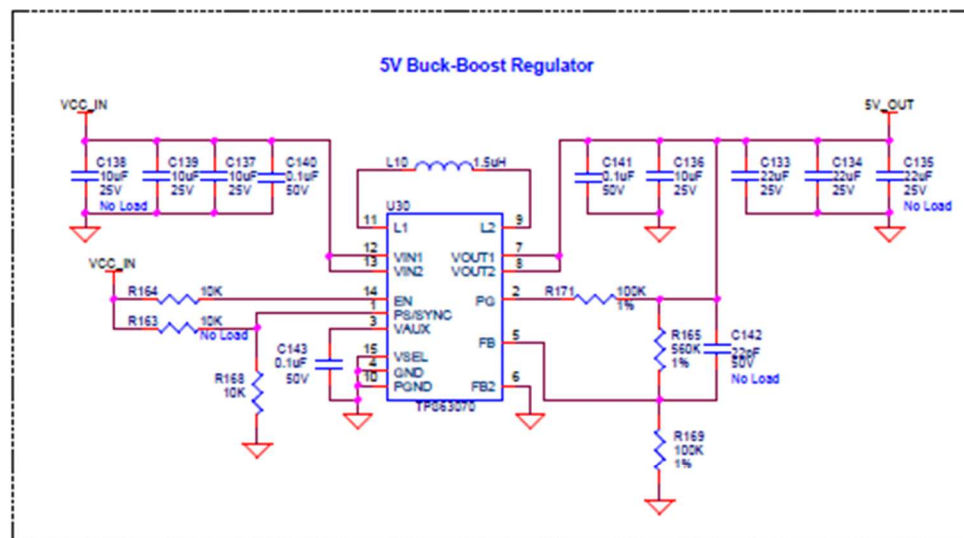 5V Buck-Boost Regulator
VCC_IN
5V_OUT
C138
10uF
25V
No Load
C139
10uF
25V
C137
10uF
25V
C140
0.1uF
50V
L10
1.5uH
C141
0.1uF
50V
C136
10uF
25V
C133
22uF
25V
C134
22uF
25V
C135
22uF
25V
No Load
U30
11
L1
L2
9
12
VIN1
13
VIN2
VOUT1
7
VOUT2
8
VCC_IN
R164
10K
14
EN
PG
2
R171
100K
1%
R163
10K
No Load
1
PS/SYNC
3
VAUX
C143
0.1uF
50V
15
VSEL
4
GND
10
PGND
FB
5
FB2
6
TPS63070
R165
560K
1%
C142
22pF
50V
No Load
R168
10K
R169
100K
1%